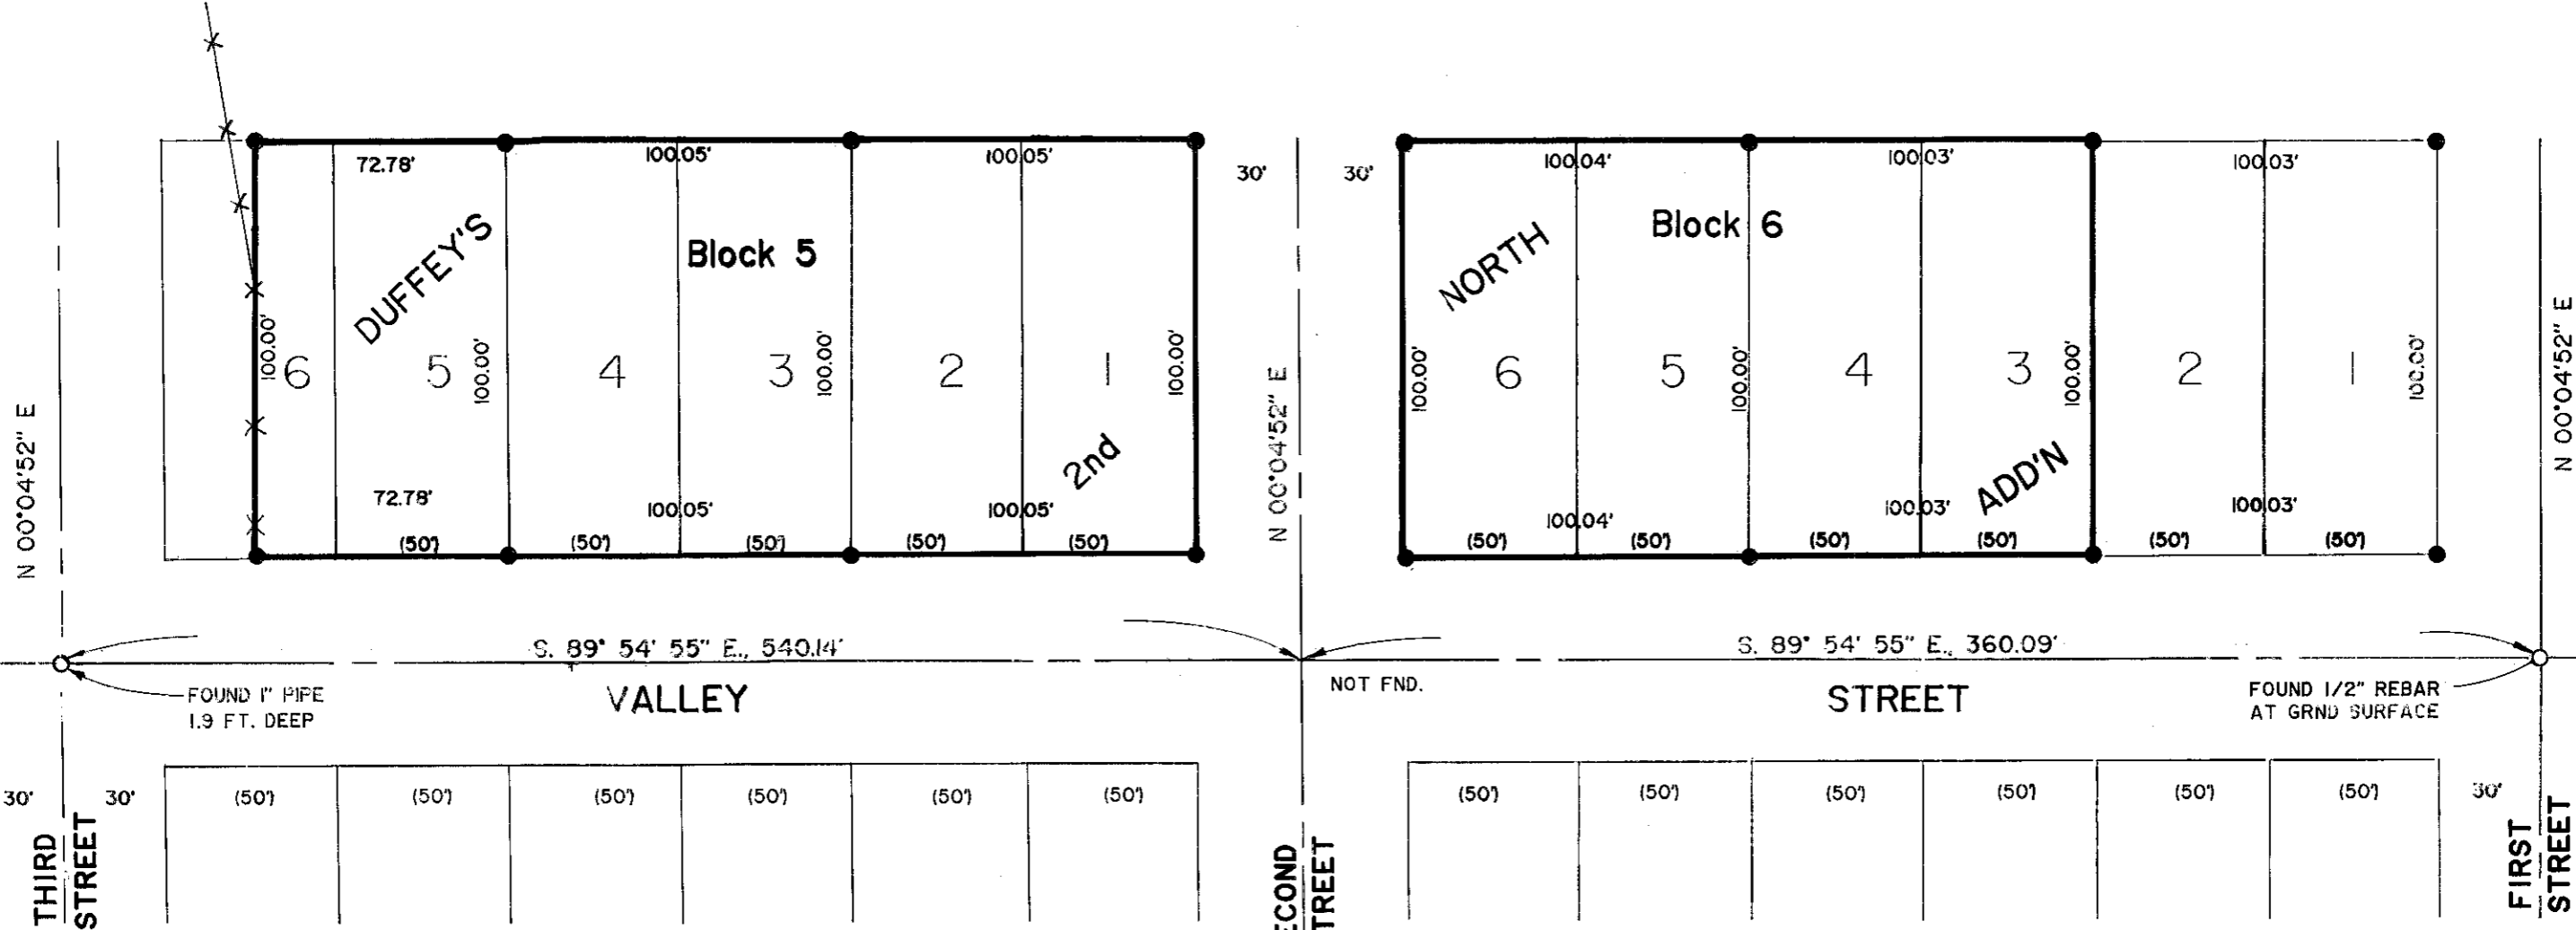 72.78'
100.05'
100.05'
30'
30'
100.04'
100.03'
100.03'
DUFFEY'S
Block 5
NORTH
Block 6
N 00°04'52" E
100.00'
6
5
100.00'
4
3
100.00'
2
1
100.00'
N 00°04'52" E
100.00'
6
5
100.00'
4
3
100.00'
2
1
100.00'
N 00°04'52" E
2nd
ADD'N
72.78'
100.05'
100.05'
100.04'
100.03'
100.03'
(50')
(50')
(50')
(50')
(50')
(50')
(50')
(50')
(50')
(50')
(50')
S. 89° 54' 55" E., 540.14'
S. 89° 54' 55" E., 360.09'
FOUND 1" PIPE
1.9 FT. DEEP
VALLEY
NOT FND.
STREET
FOUND 1/2" REBAR
AT GRND SURFACE
30'
30'
(50')
(50')
(50')
(50')
(50')
(50')
(50')
(50')
(50')
(50')
(50')
(50')
30'
THIRD
STREET
ECOND
TREET
FIRST
STREET